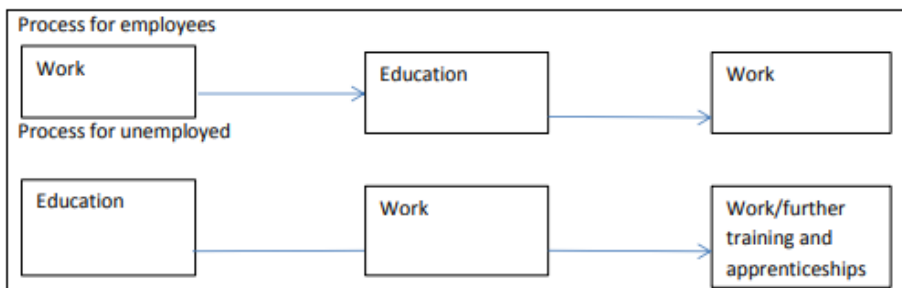 Process for employees
Work
Education
Work
Process for unemployed
Education
Work
Work/further
training and
apprenticeships